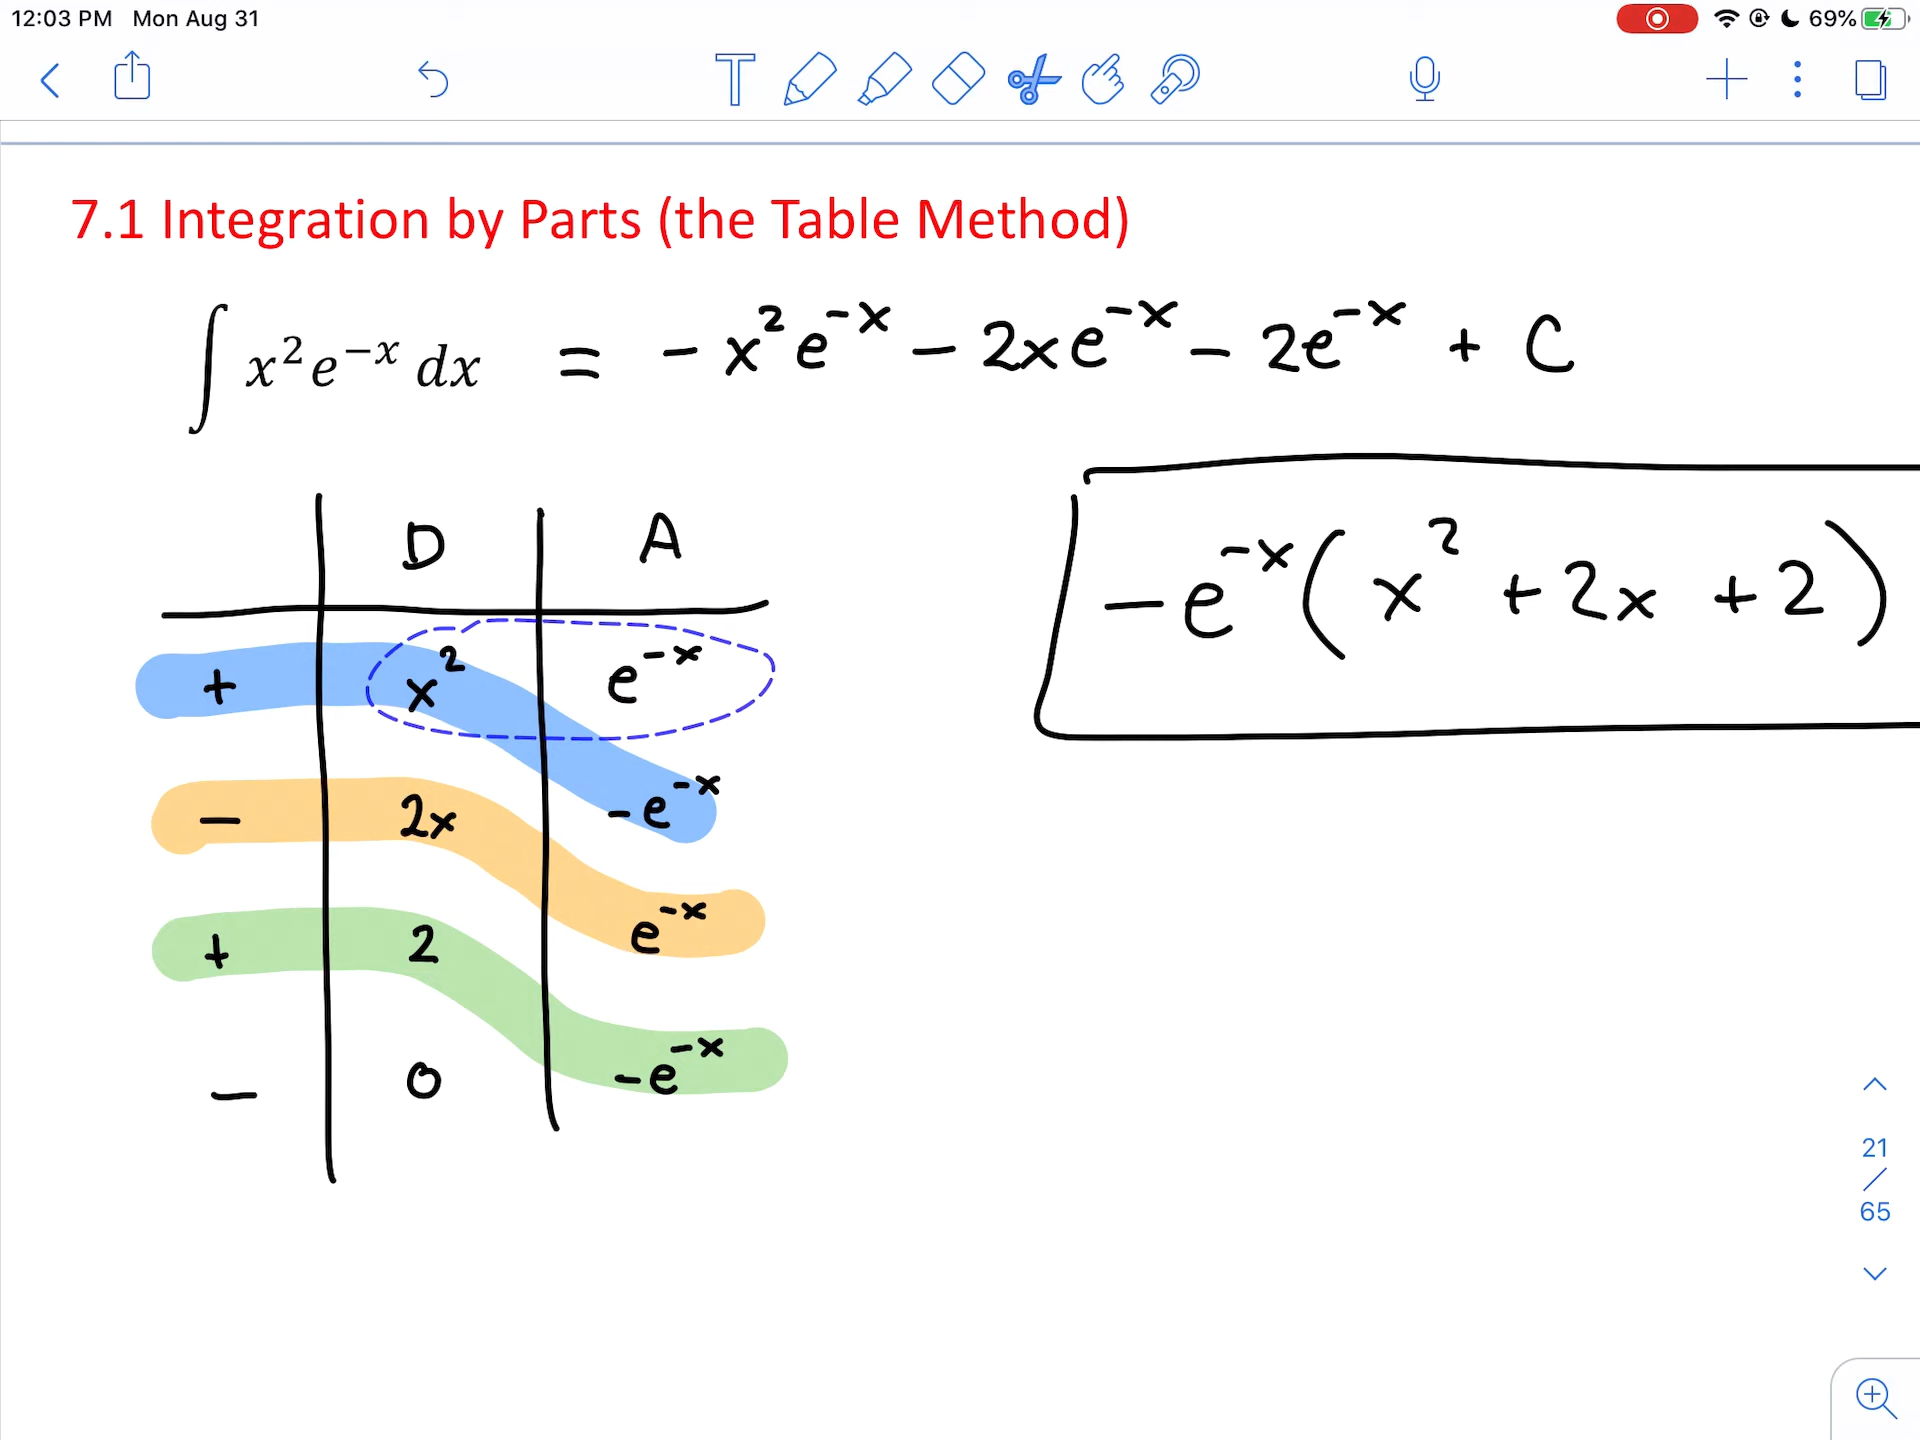 12:03 PM Mon Aug 31 69%
T
7.1 Integration by Parts (the Table Method)
∫ x²e⁻ˣ dx = -x²e⁻ˣ - 2xe⁻ˣ - 2e⁻ˣ + C
-e⁻ˣ(x² + 2x + 2)
D A
+ x² e⁻ˣ
- 2x -e⁻ˣ
+ 2 e⁻ˣ
- 0 -e⁻ˣ
21
/
65